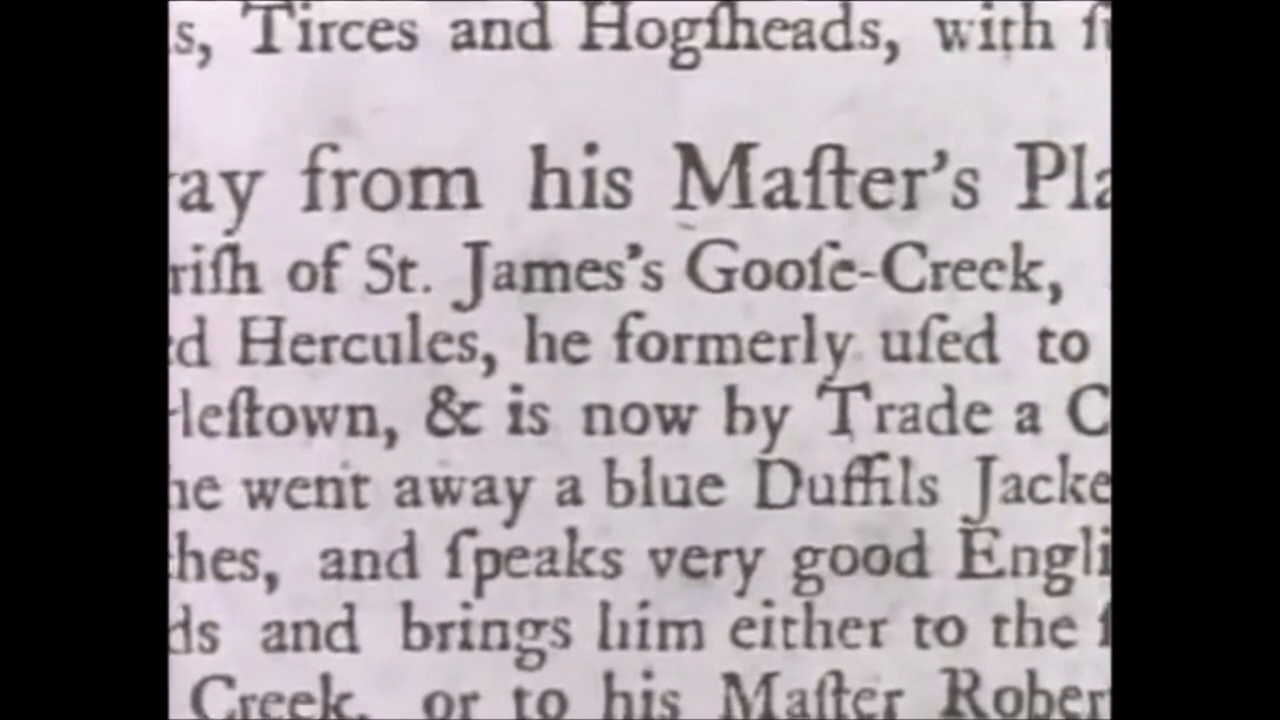 s, Tirces and Hogſheads, with
ay from his Maſter's Pla
riſh of St. James's Gooſe-Creek,
d Hercules, he formerly uſed to
leſtown, & is now by Trade a C
he went away a blue Duffils Jacke
hes, and ſpeaks very good Engli
ds and brings him either to the
Creek, or to his Maſter Rober